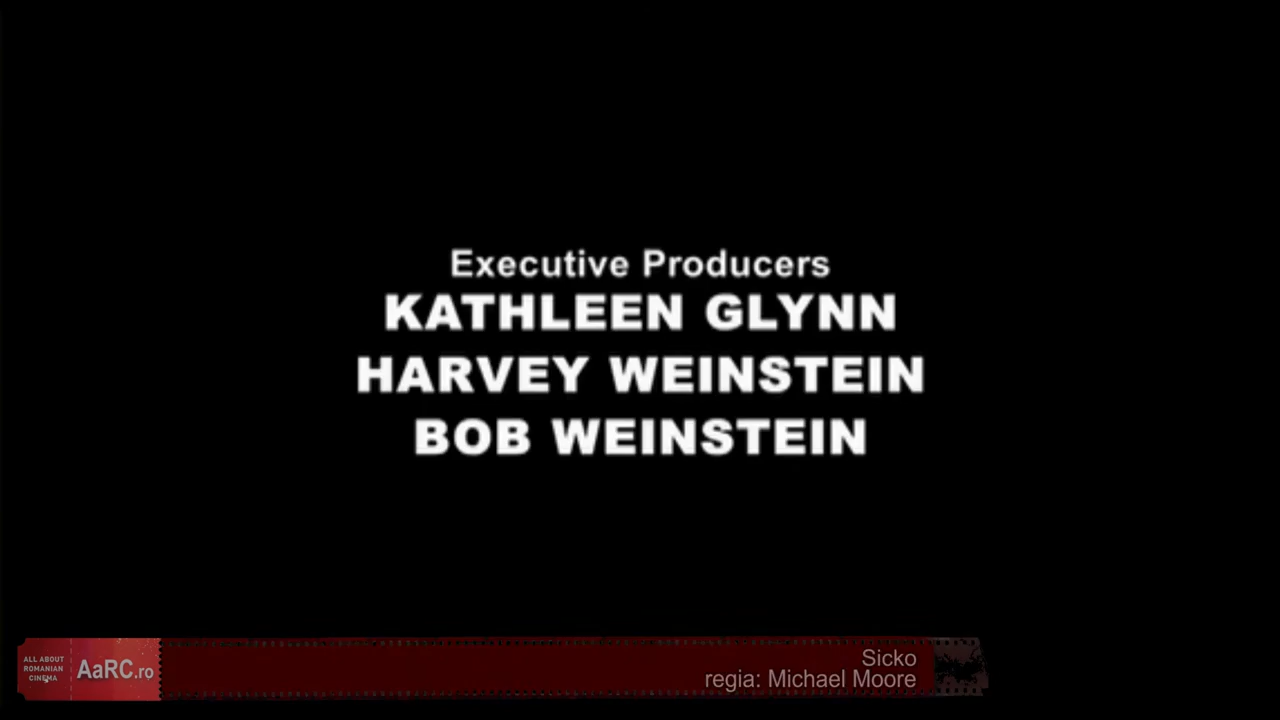 Executive Producers
KATHLEEN GLYNN
HARVEY WEINSTEIN
BOB WEINSTEIN
ALL ABOUT
ROMANIAN
CINEMA
AaRC.ro
Sicko
regia: Michael Moore